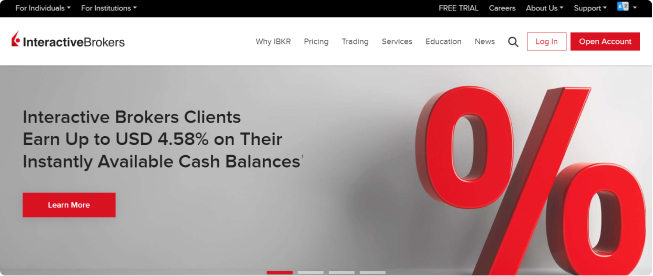 For Individuals For Institutions FREE TRIAL Careers About Us Support
InteractiveBrokers Why IBKR Pricing Trading Services Education News Log In Open Account
Interactive Brokers Clients
Earn Up to USD 4.58% on Their
Instantly Available Cash Balances¹
Learn More
%